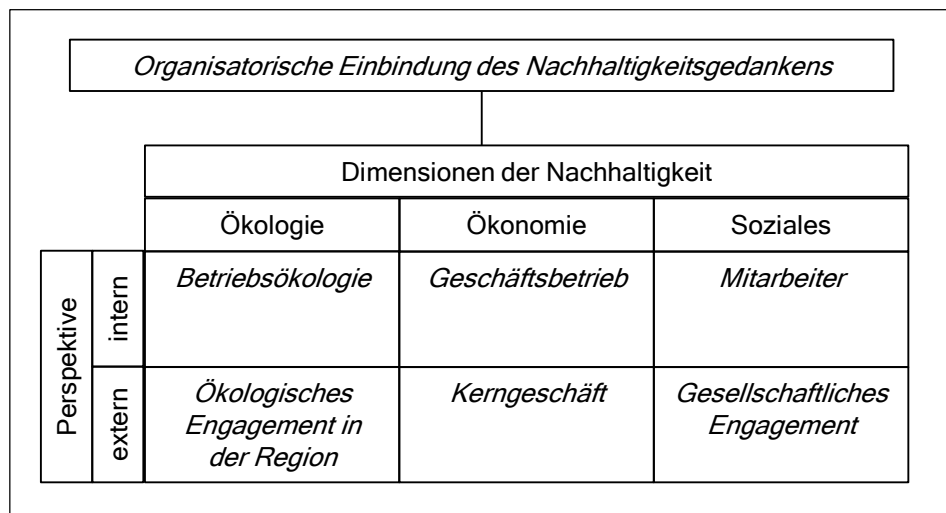 Organisatorische Einbindung des Nachhaltigkeitsgedankens
Dimensionen der Nachhaltigkeit
Ökologie
Ökonomie
Soziales
Perspektive
intern
Betriebsökologie
Geschäftsbetrieb
Mitarbeiter
extern
Ökologisches
Engagement in
der Region
Kerngeschäft
Gesellschaftliches
Engagement